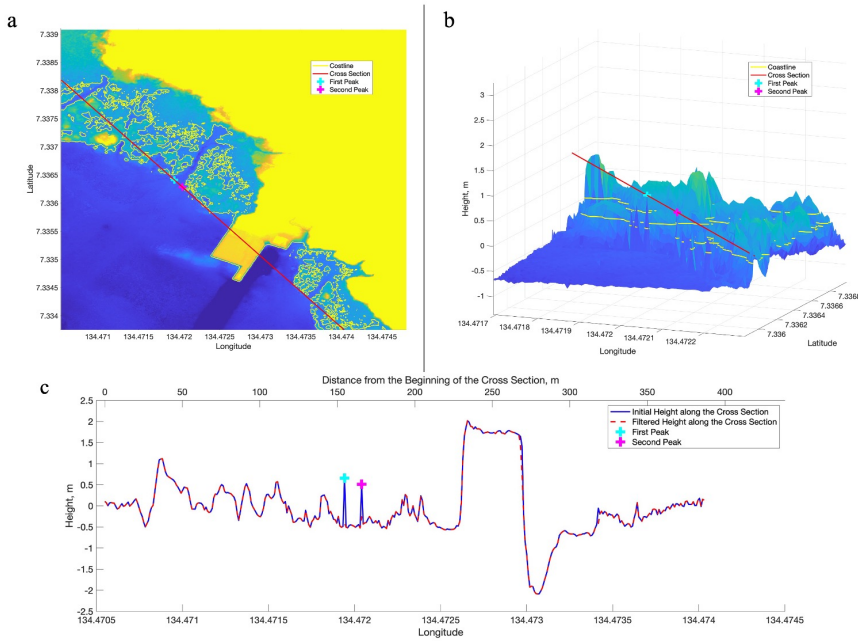 a
7.339
7.3385
7.338
7.3375
7.337
7.3365
7.336
7.3355
7.335
7.3345
7.334
Latitude
Costline
Cross Section
First Peak
Second Peak
134.471
134.4715
134.472
134.4725
134.473
134.4735
134.474
134.4745
Longitude
b
3
2.5
2
1.5
1
0.5
0
-0.5
-1
Height, m
Coastline
Cross Section
First Peak
Second Peak
134.4717
134.4718
134.4719
134.472
134.4721
134.4722
Longitude
7.336
7.3362
7.3364
7.3366
7.3368
Latitude
c
Distance from the Beginning of the Cross Section, m
0
50
100
150
200
250
300
350
400
2.5
2
1.5
1
0.5
0
-0.5
-1
-1.5
-2
-2.5
Height, m
Initial Height along the Cross Section
Filtered Height along the Cross Section
First Peak
Second Peak
134.4705
134.471
134.4715
134.472
134.4725
134.473
134.4735
134.474
134.4745
Longitude